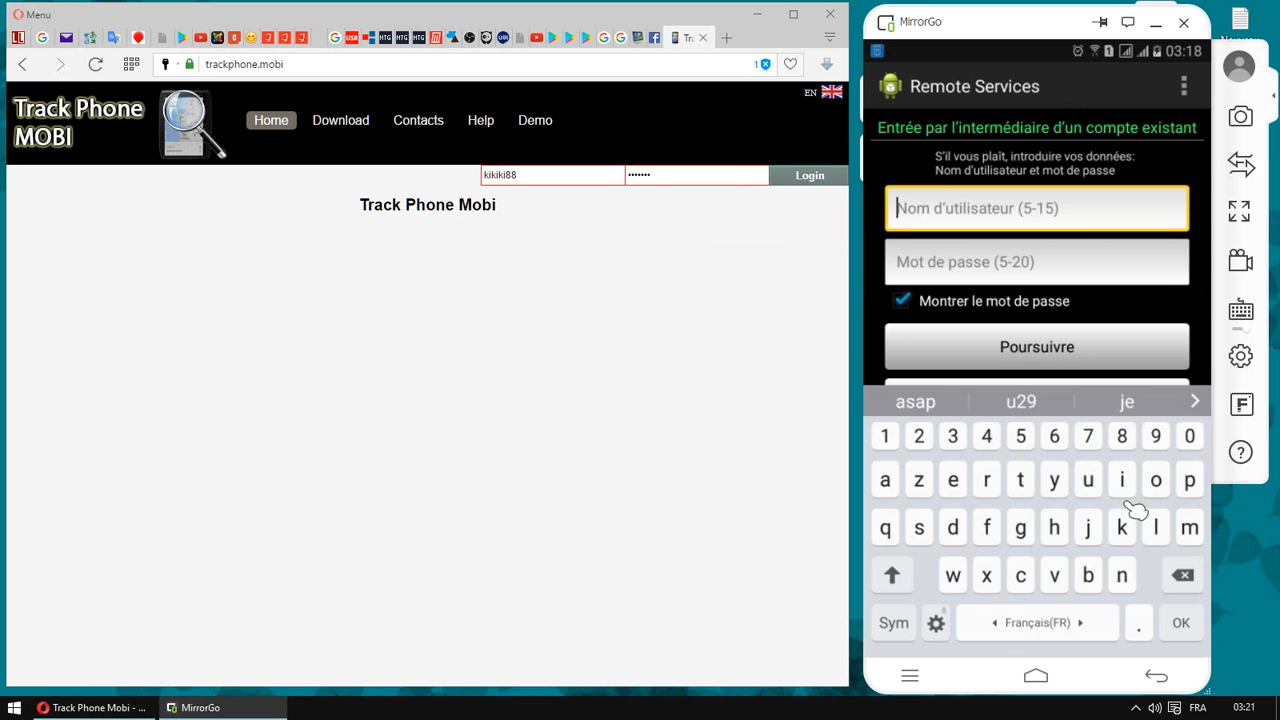 Menu
trackphone.mobi
1
Track Phone
MOBI
Home
Download
Contacts
Help
Demo
EN
kikiki88
•••••••
Login
Track Phone Mobi
MirrorGo
03:18
Remote Services
Entrée par l'intermédiaire d'un compte existant
S'il vous plaît, introduire vos données:
Nom d'utilisateur et mot de passe
Nom d'utilisateur (5-15)
Mot de passe (5-20)
Montrer le mot de passe
Poursuivre
asap u29 je
1 2 3 4 5 6 7 8 9 0
a z e r t y u i o p
q s d f g h j k l m
w x c v b n
Sym Français(FR) . OK
Track Phone Mobi - ...
MirrorGo
FRA
03:21